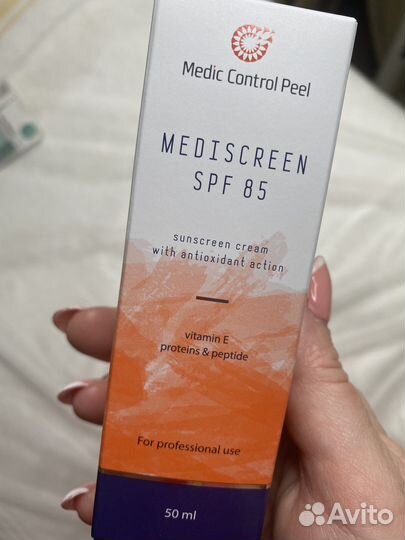 Medic Control Peel
MEDISCREEN
SPF 85
sunscreen cream
with antioxidant action
vitamin E
proteins & peptide
For professional use
50 ml
Avito